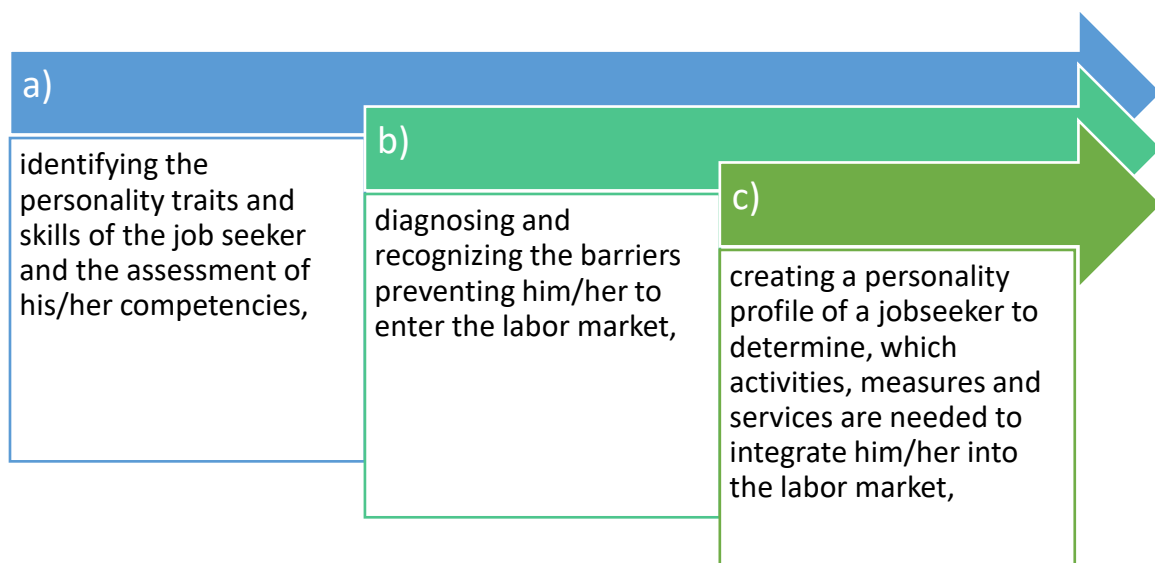 a)
identifying the
personality traits and
skills of the job seeker
and the assessment of
his/her competencies,
b)
diagnosing and
recognizing the barriers
preventing him/her to
enter the labor market,
c)
creating a personality
profile of a jobseeker to
determine, which
activities, measures and
services are needed to
integrate him/her into
the labor market,